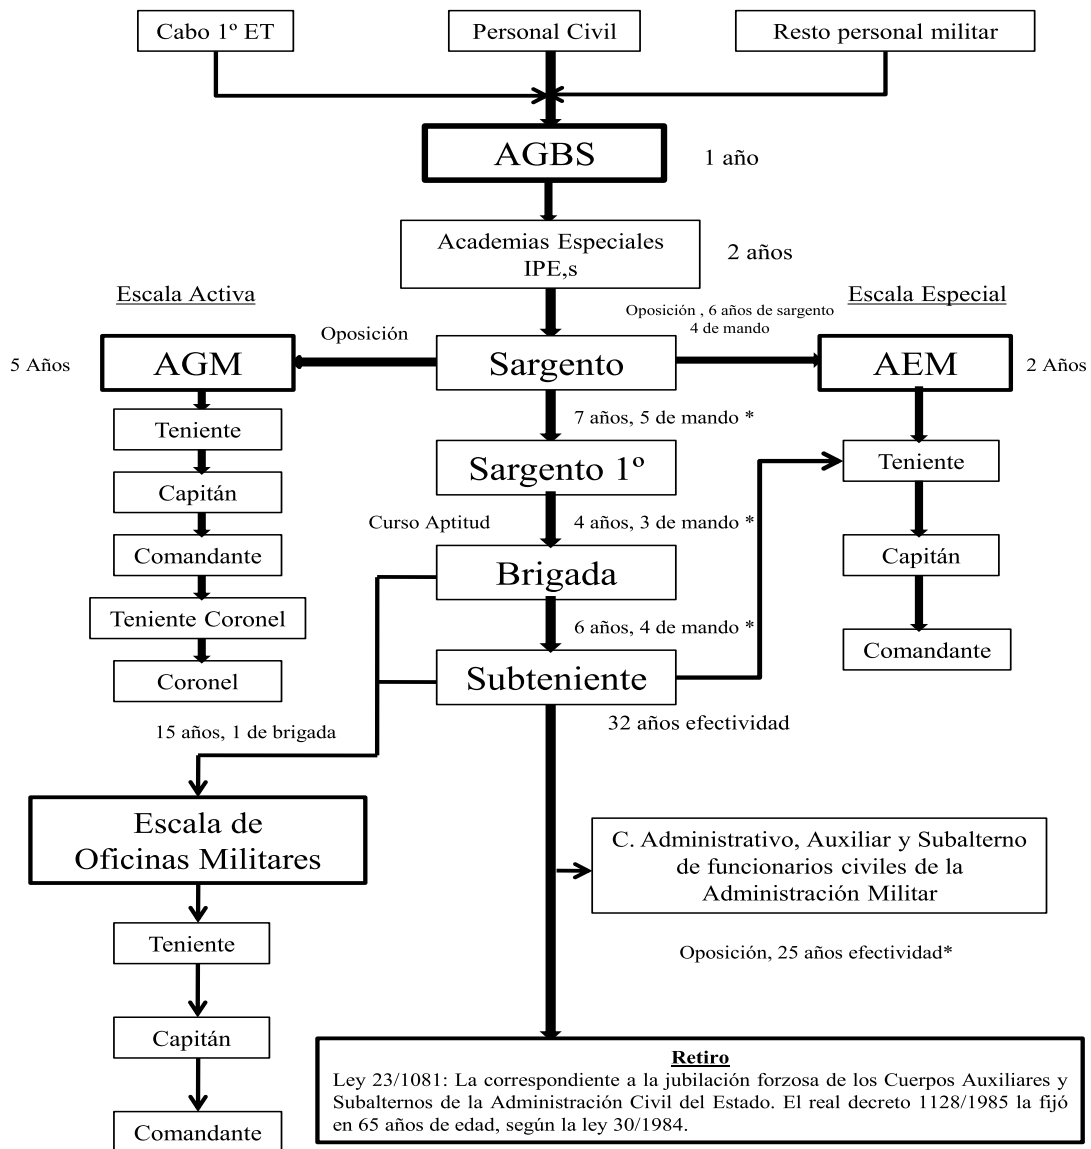 Cabo 1º ET
Personal Civil
Resto personal militar
AGBS
1 año
Academias Especiales
IPE,s
2 años
Escala Activa
Escala Especial
Oposición
Oposición , 6 años de sargento
4 de mando
5 Años
AGM
Sargento
AEM
2 Años
7 años, 5 de mando *
Teniente
Sargento 1º
Teniente
Capitán
Curso Aptitud
4 años, 3 de mando *
Comandante
Brigada
Capitán
Teniente Coronel
6 años, 4 de mando *
Comandante
Coronel
Subteniente
15 años, 1 de brigada
32 años efectividad
Escala de
Oficinas Militares
C. Administrativo, Auxiliar y Subalterno
de funcionarios civiles de la
Administración Militar
Teniente
Oposición, 25 años efectividad*
Capitán
Retiro
Ley 23/1081: La correspondiente a la jubilación forzosa de los Cuerpos Auxiliares y
Subalternos de la Administración Civil del Estado. El real decreto 1128/1985 la fijó
en 65 años de edad, según la ley 30/1984.
Comandante